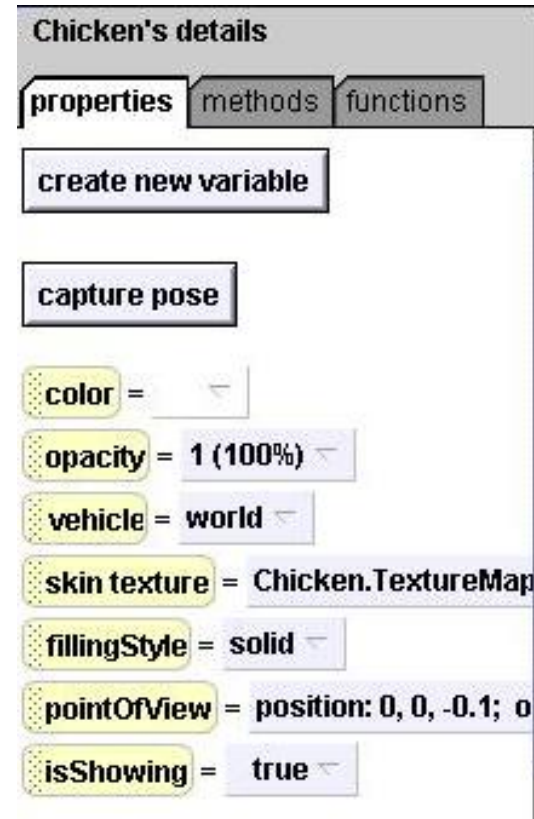 Chicken's details
properties methods functions
create new variable
capture pose
color =
opacity = 1 (100%)
vehicle = world
skin texture = Chicken.TextureMap
fillingStyle = solid
pointOfView = position: 0, 0, -0.1; o
isShowing = true